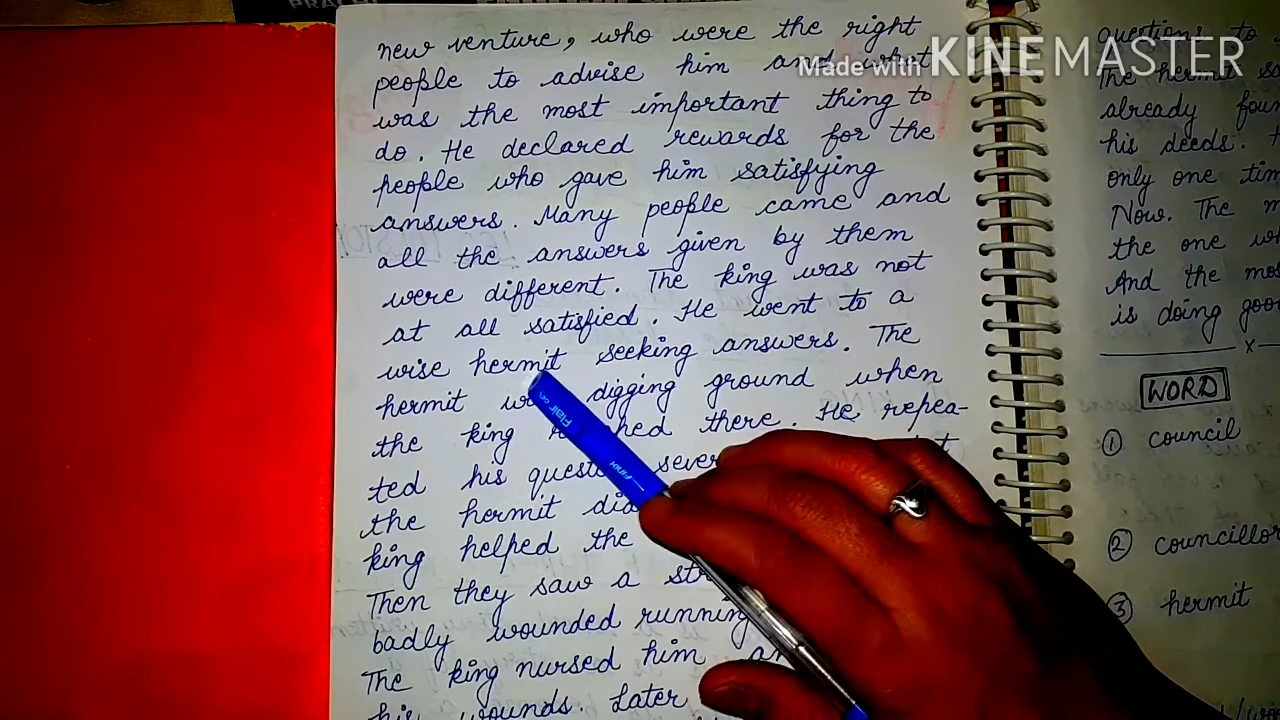 PRACHI
new venture, who were the right
people to advise him and what
was the most important thing to
do. He declared rewards for the
people who gave him satisfying
answers. Many people came and
all the answers given by them
were different. The king was not
at all satisfied. He went to a
wise hermit seeking answers. The
hermit digging ground when
the king there. He repea-
ted his
the hermit
king helped the
Then they saw a
badly wounded running
The king nursed him
his wounds. Later
Made with KINEMASTER
Flair GEL
questions to
The hermit
already
his deeds.
only one
Now. The
the one
And the
is doing
x
WORD
1 council
2 councillor
3 hermit